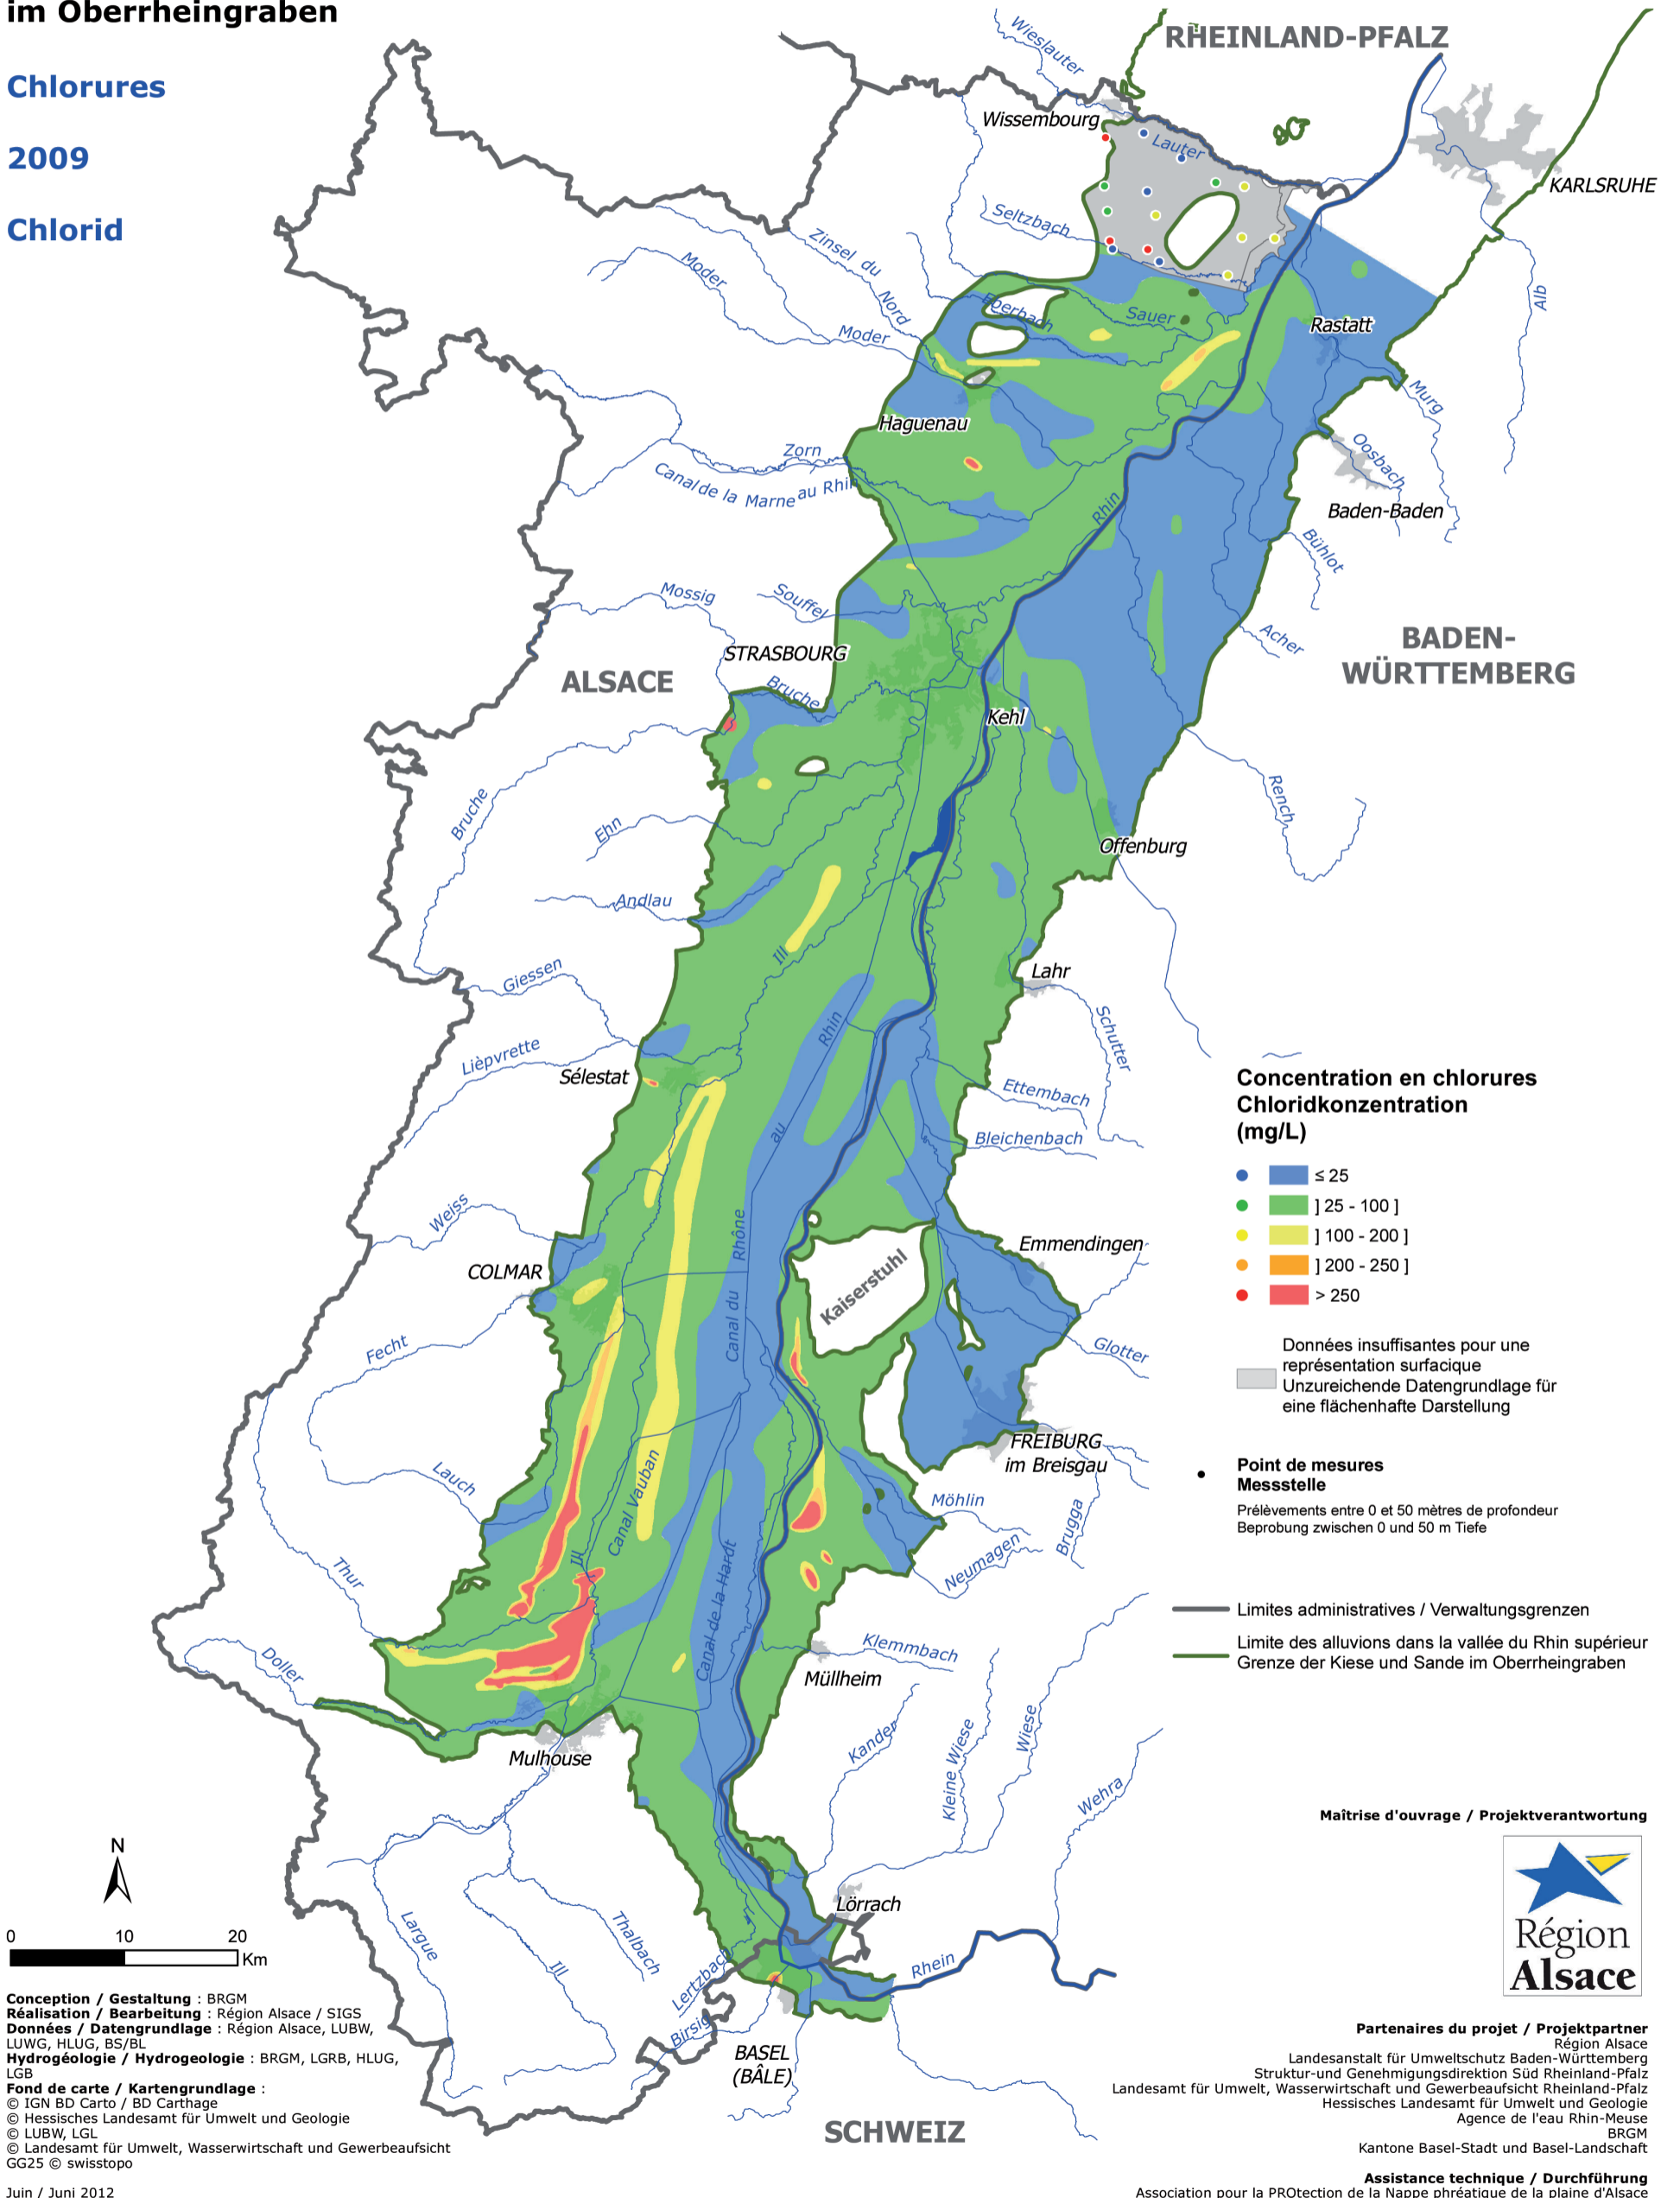 im Oberrheingraben
Chlorures
2009
Chlorid
RHEINLAND-PFALZ
Wieslauter
Wissembourg
Lauter
KARLSRUHE
Seltzbach
Zinsel du
Nord
Moder
Moder
Eberbach
Sauer
Rastatt
Alb
Murg
Haguenau
Oosbach
Zorn
Canal de la Marne au Rhin
Rhin
Baden-Baden
Bühlot
Mossig
Souffel
Acher
STRASBOURG
BADEN-
WÜRTTEMBERG
ALSACE
Bruche
Kehl
Bruche
Rench
Ehn
Offenburg
Andlau
Ill
Giessen
Lahr
Schutter
Rhin
Lièpvrette
Sélestat
Ettembach
au
Bleichenbach
Weiss
Rhône
Emmendingen
COLMAR
Kaiserstuhl
Canal du
Fecht
Glotter
FREIBURG
im Breisgau
Lauch
Canal Vauban
Möhlin
Brugga
Ill
Neumagen
Thur
Canal de la Hardt
Klemmbach
Doller
Müllheim
Kander
Kleine Wiese
Wiese
Wehra
Mulhouse
Lörrach
Largue
Ill
Thalbach
Lertzbach
Rhein
Birsig
BASEL
(BÂLE)
SCHWEIZ
Concentration en chlorures
Chloridkonzentration
(mg/L)
≤ 25
] 25 - 100 ]
] 100 - 200 ]
] 200 - 250 ]
> 250
Données insuffisantes pour une
représentation surfacique
Unzureichende Datengrundlage für
eine flächenhafte Darstellung
Point de mesures
Messstelle
Prélèvements entre 0 et 50 mètres de profondeur
Beprobung zwischen 0 und 50 m Tiefe
Limites administratives / Verwaltungsgrenzen
Limite des alluvions dans la vallée du Rhin supérieur
Grenze der Kiese und Sande im Oberrheingraben
N
0 10 20
Km
Conception / Gestaltung : BRGM
Réalisation / Bearbeitung : Région Alsace / SIGS
Données / Datengrundlage : Région Alsace, LUBW,
LUWG, HLUG, BS/BL
Hydrogéologie / Hydrogeologie : BRGM, LGRB, HLUG,
LGB
Fond de carte / Kartengrundlage :
© IGN BD Carto / BD Carthage
© Hessisches Landesamt für Umwelt und Geologie
© LUBW, LGL
© Landesamt für Umwelt, Wasserwirtschaft und Gewerbeaufsicht
GG25 © swisstopo
Juin / Juni 2012
Maîtrise d'ouvrage / Projektverantwortung
Région
Alsace
Partenaires du projet / Projektpartner
Région Alsace
Landesanstalt für Umweltschutz Baden-Württemberg
Struktur-und Genehmigungsdirektion Süd Rheinland-Pfalz
Landesamt für Umwelt, Wasserwirtschaft und Gewerbeaufsicht Rheinland-Pfalz
Hessisches Landesamt für Umwelt und Geologie
Agence de l'eau Rhin-Meuse
BRGM
Kantone Basel-Stadt und Basel-Landschaft
Assistance technique / Durchführung
Association pour la PROtection de la Nappe phréatique de la plaine d'Alsace